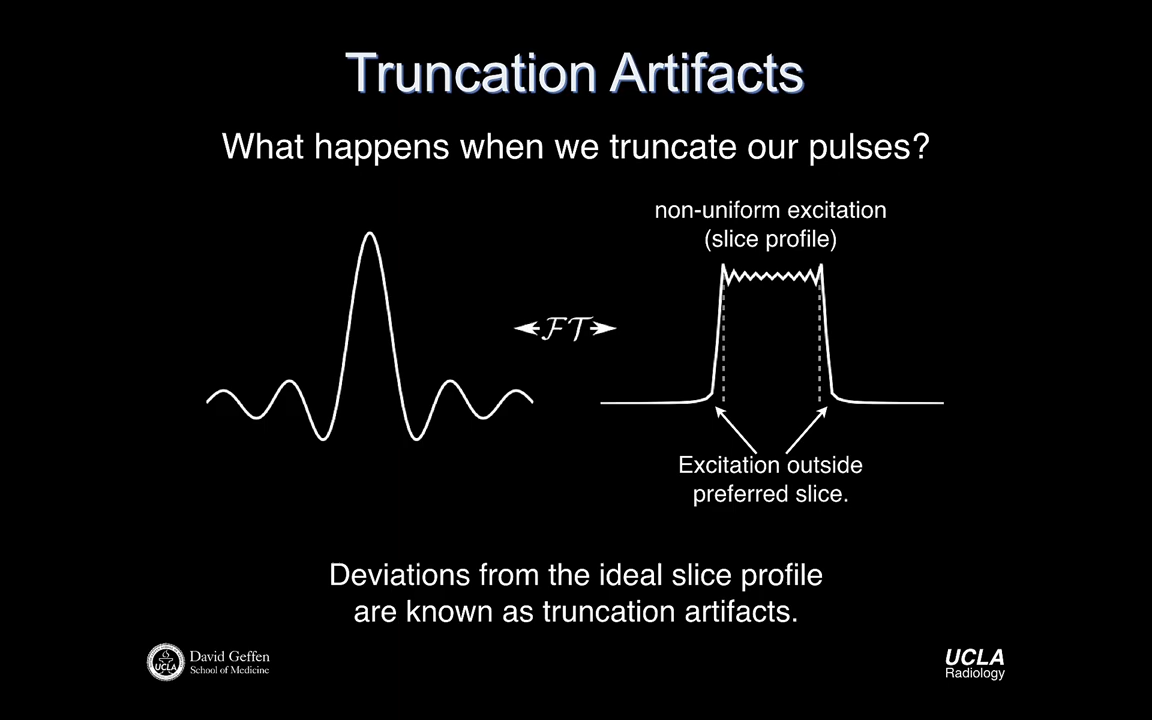 Truncation Artifacts
What happens when we truncate our pulses?
non-uniform excitation
(slice profile)
FT
Excitation outside
preferred slice.
Deviations from the ideal slice profile
are known as truncation artifacts.
UCLA
David Geffen
School of Medicine
UCLA
Radiology